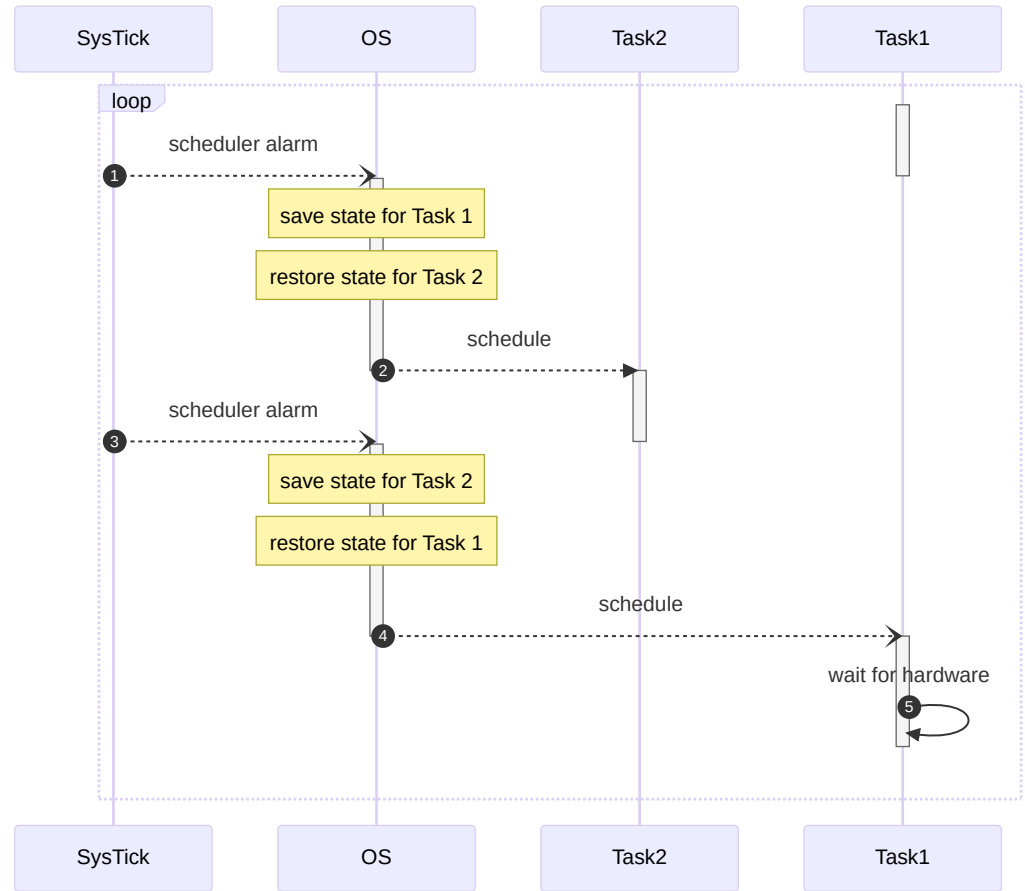 SysTick
OS
Task2
Task1
loop
scheduler alarm
1
save state for Task 1
restore state for Task 2
schedule
2
scheduler alarm
3
save state for Task 2
restore state for Task 1
schedule
4
wait for hardware
5
SysTick
OS
Task2
Task1